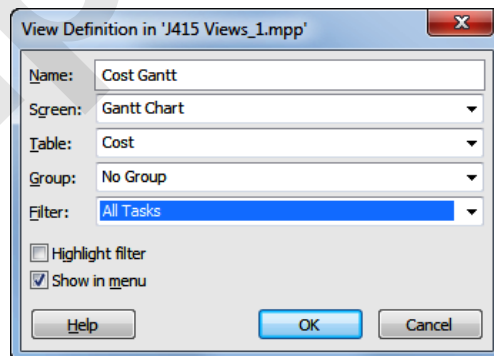 View Definition in 'J415 Views_1.mpp'
Name: Cost Gantt
Screen: Gantt Chart
Table: Cost
Group: No Group
Filter: All Tasks
Highlight filter
Show in menu
Help OK Cancel